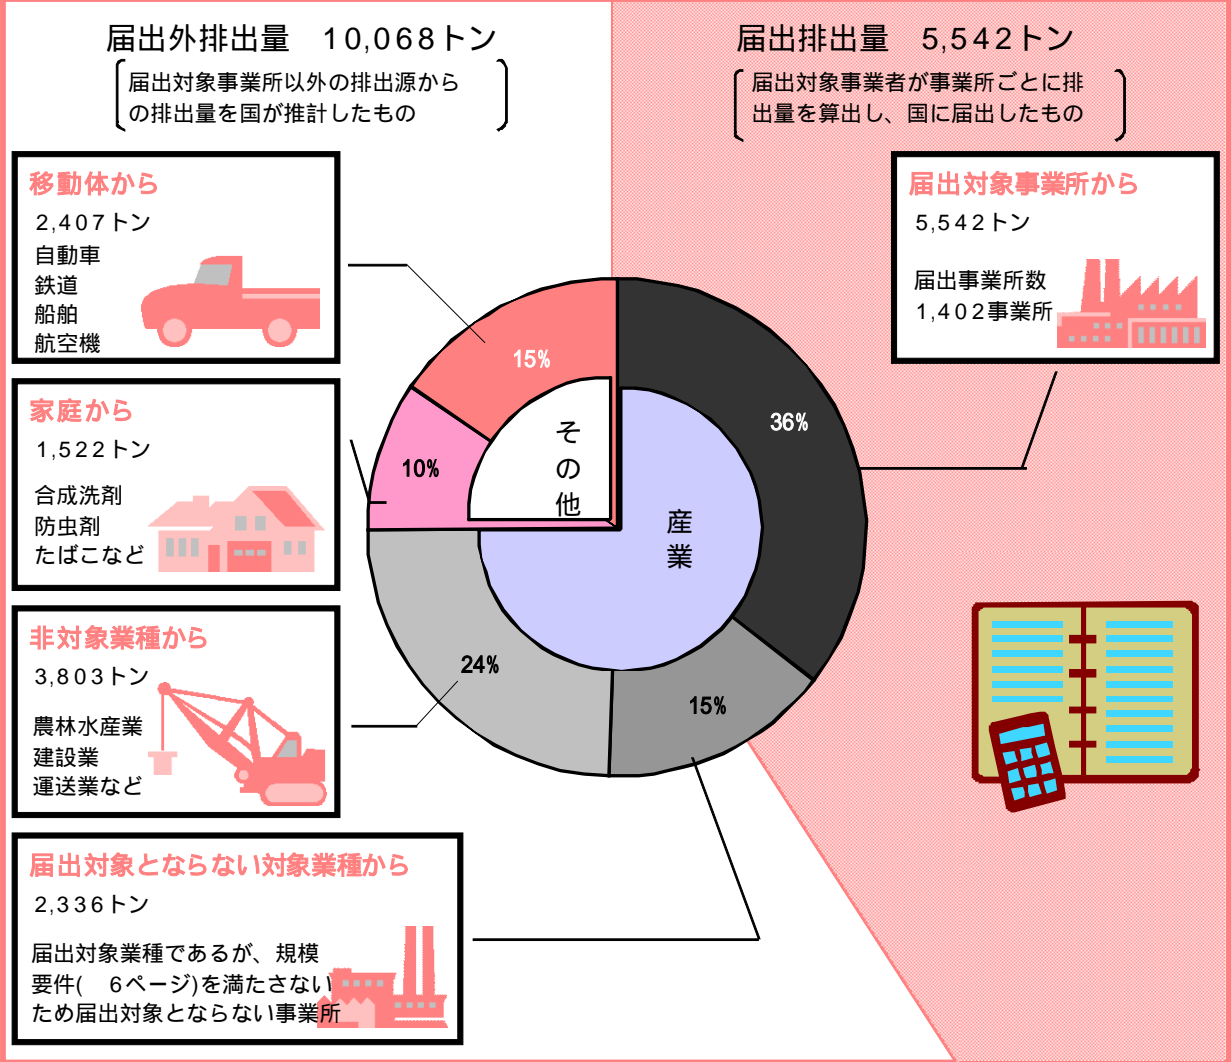 届出外排出量 10,068トン
届出対象事業所以外の排出源から
の排出量を国が推計したもの
届出排出量 5,542トン
届出対象事業者が事業所ごとに排
出量を算出し、国に届出したもの
移動体から
2,407トン
自動車
鉄道
船舶
航空機
家庭から
1,522トン
合成洗剤
防虫剤
たばこなど
非対象業種から
3,803トン
農林水産業
建設業
運送業など
届出対象とならない対象業種から
2,336トン
届出対象業種であるが、規模
要件( 6ページ)を満たさない
ため届出対象とならない事業所
届出対象事業所から
5,542トン
届出事業所数
1,402事業所
15%
36%
10%
24%
15%
その他
産業